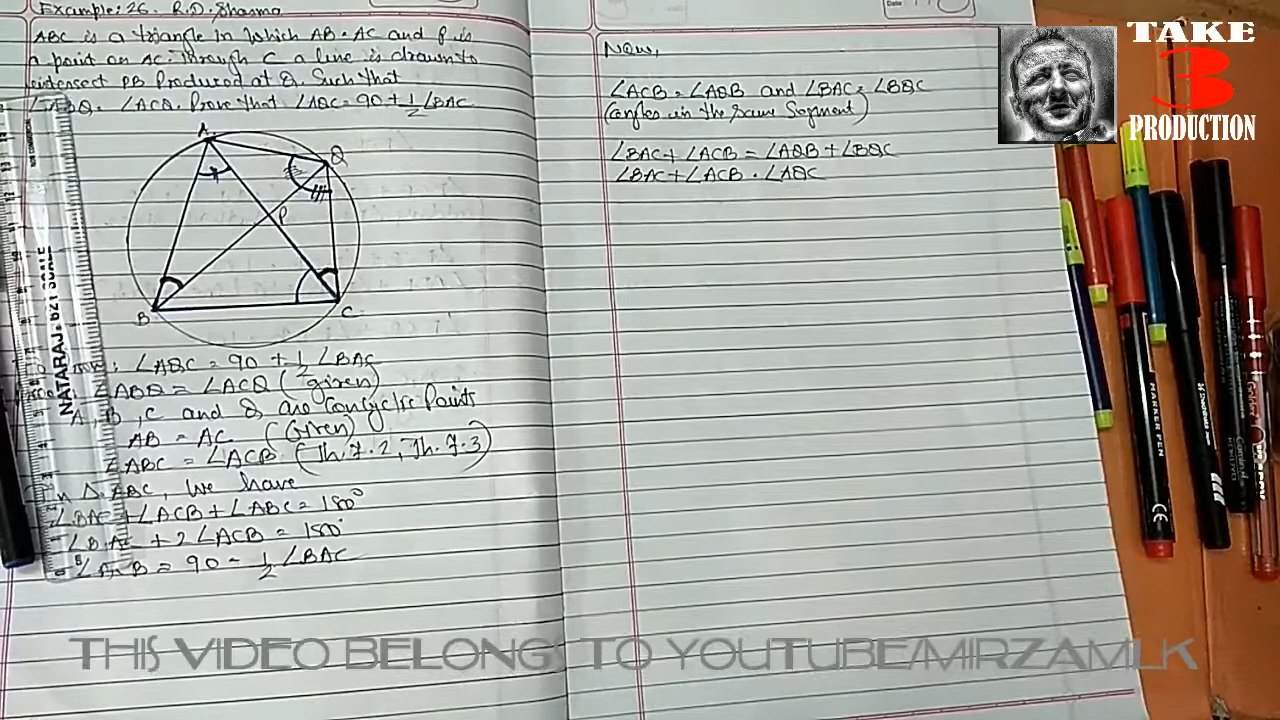 Example: 26. R.D. Sharma
ABC is a triangle in which AB = AC and P is
a point on AC. Through C a line is drawn to
intersect PB Produced at Q. Such that
∠ABQ = ∠ACQ. Prove that ∠AQC = 90 + 1/2 ∠BAC
A
Q
P
B
C
: ∠AQC = 90 + 1/2 ∠BAC
∠ABQ = ∠ACQ (given)
A, B, C and Q are Concyclic Points
AB = AC (Given)
∠ABC = ∠ACB (Th. 7.2, Th. 7.3)
In Δ ABC, We have
∠BAC + ∠ACB + ∠ABC = 180°
∠BAC + 2 ∠ACB = 180°
= 90 - 1/2 ∠BAC
NATARAJ 621 SCALE
Now,
∠ACB = ∠AQB and ∠BAC = ∠BQC
(angles in the same Segment)
∠BAC + ∠ACB = ∠AQB + ∠BQC
∠BAC + ∠ACB = ∠AQC
Date
TAKE
3
PRODUCTION
MARKER PEN
CE
THIS VIDEO BELONGS TO YOUTUBE/MIRZAMLK